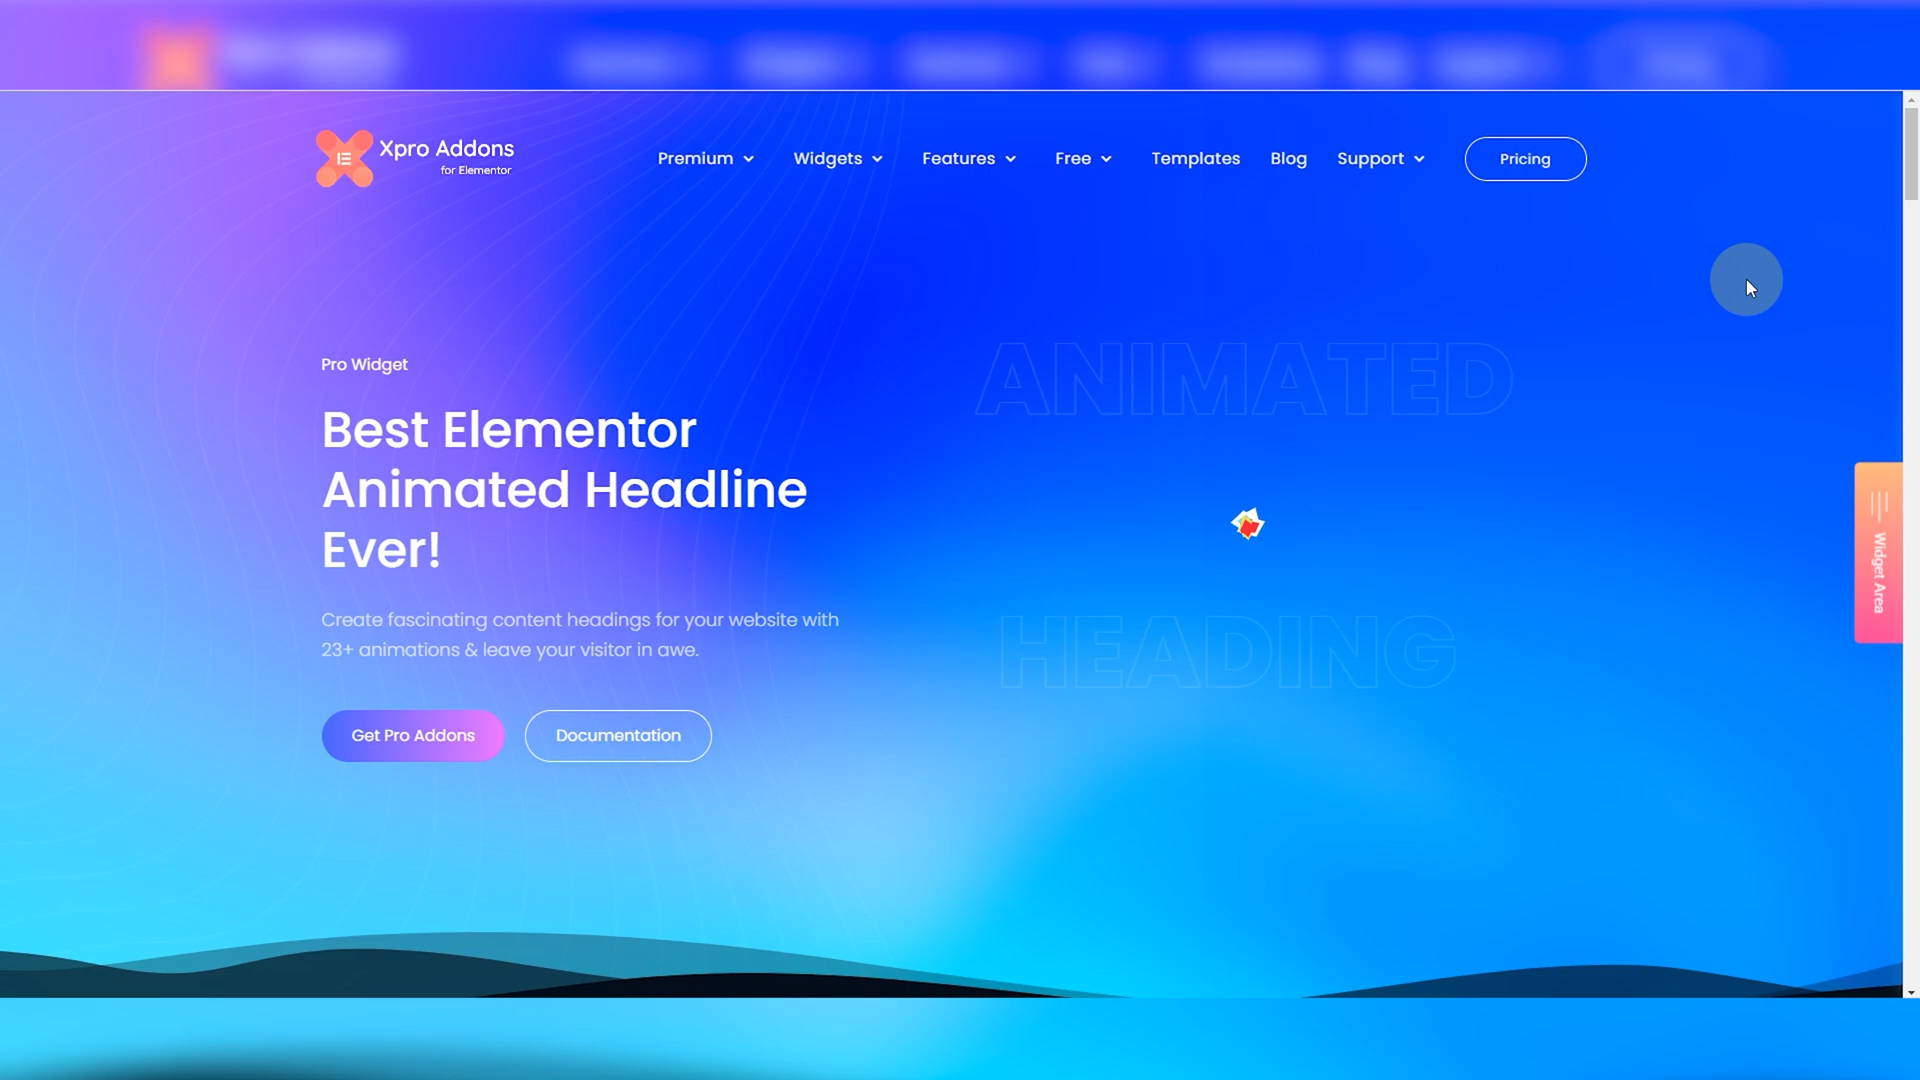 Xpro Addons
for Elementor
Premium
Widgets
Features
Free
Templates
Blog
Support
Pricing
Pro Widget
Best Elementor
Animated Headline
Ever!
Create fascinating content headings for your website with
23+ animations & leave your visitor in awe.
Get Pro Addons
Documentation
ANIMATED
HEADING
Widget Area